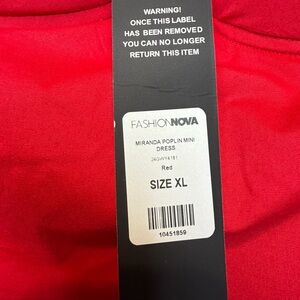 WARNING!
ONCE THIS LABEL
HAS BEEN REMOVED
YOU CAN NO LONGER
RETURN THIS ITEM
FASHIONNOVA
MIRANDA POPLIN MINI
DRESS
Red
SIZE XL
10451859